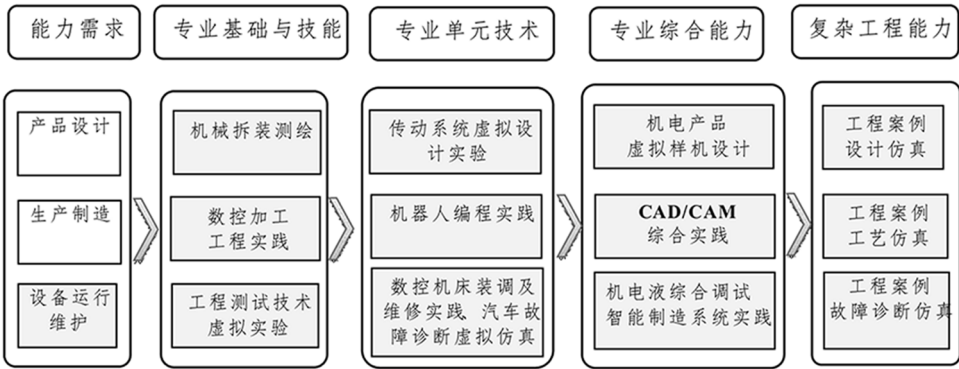 能力需求
专业基础与技能
专业单元技术
专业综合能力
复杂工程能力
产品设计
生产制造
设备运行
维护
机械拆装测绘
数控加工
工程实践
工程测试技术
虚拟实验
传动系统虚拟设
计实验
机器人编程实践
数控机床装调及
维修实践、汽车故
障诊断虚拟仿真
机电产品
虚拟样机设计
CAD/CAM
综合实践
机电液综合调试
智能制造系统实践
工程案例
设计仿真
工程案例
工艺仿真
工程案例
故障诊断仿真